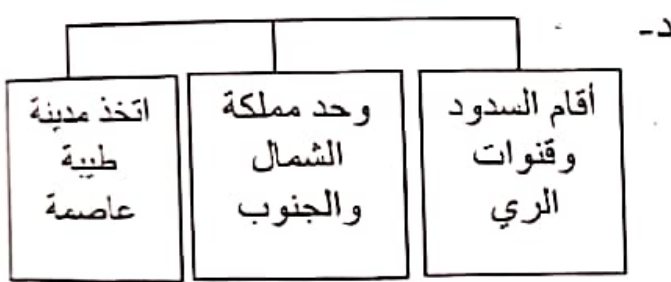 د-
أقام السدود
وقنوات
الري
وحد مملكة
الشمال
والجنوب
اتخذ مدينة
طيبة
عاصمة